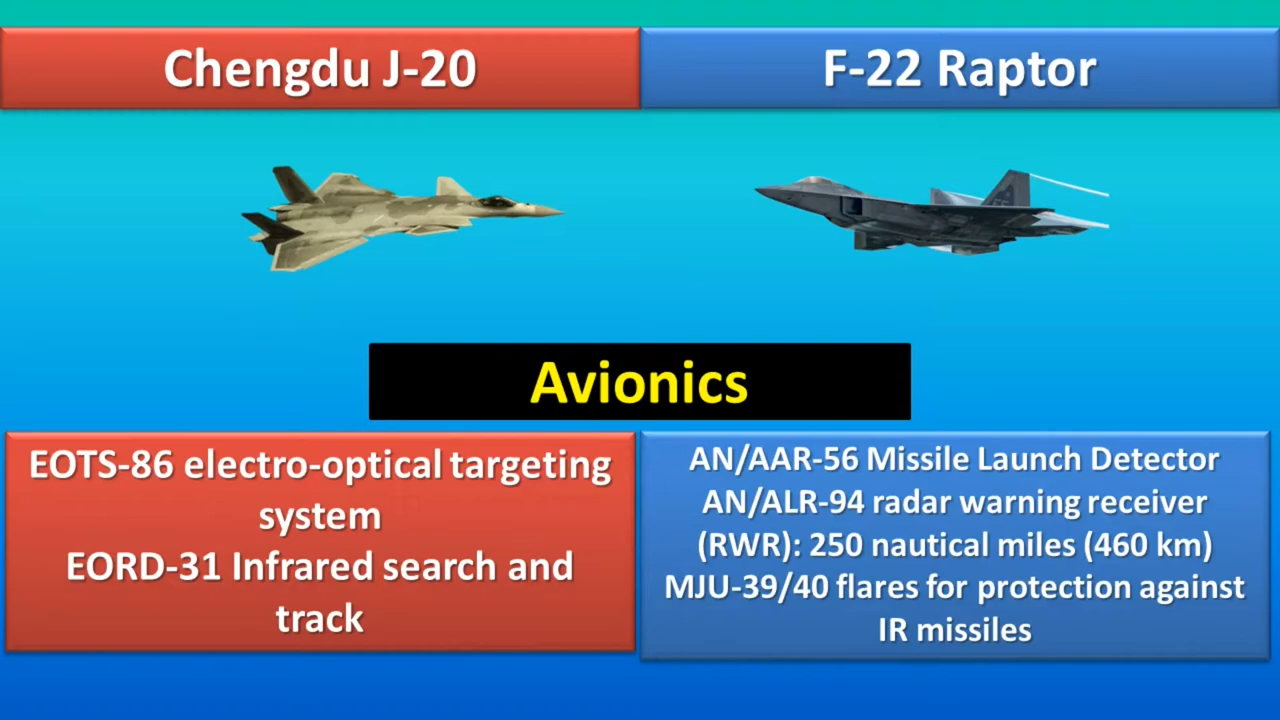 Chengdu J-20
F-22 Raptor
Avionics
EOTS-86 electro-optical targeting
system
EORD-31 Infrared search and
track
AN/AAR-56 Missile Launch Detector
AN/ALR-94 radar warning receiver
(RWR): 250 nautical miles (460 km)
MJU-39/40 flares for protection against
IR missiles